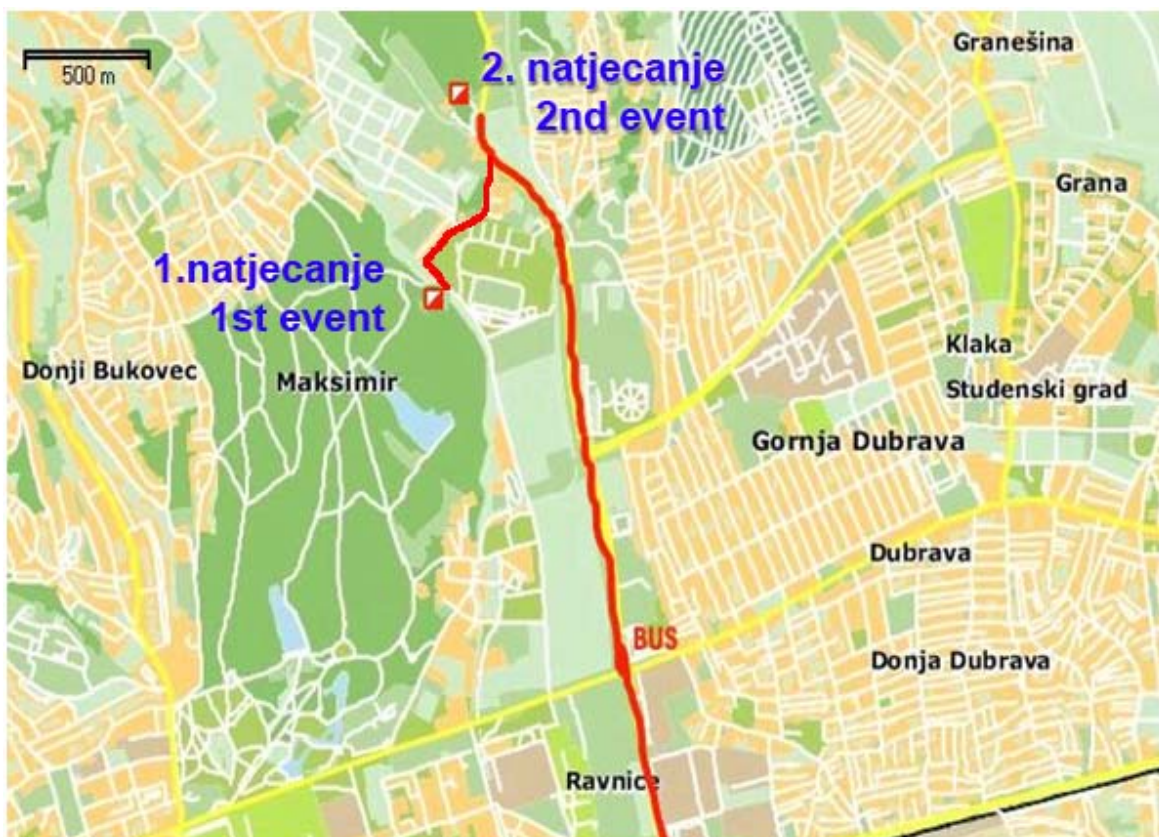 500 m
2. natjecanje
2nd event
Granešina
Grana
1.natjecanje
1st event
Klaka
Donji Bukovec
Maksimir
Studenski grad
Gornja Dubrava
Dubrava
BUS
Donja Dubrava
Ravnice